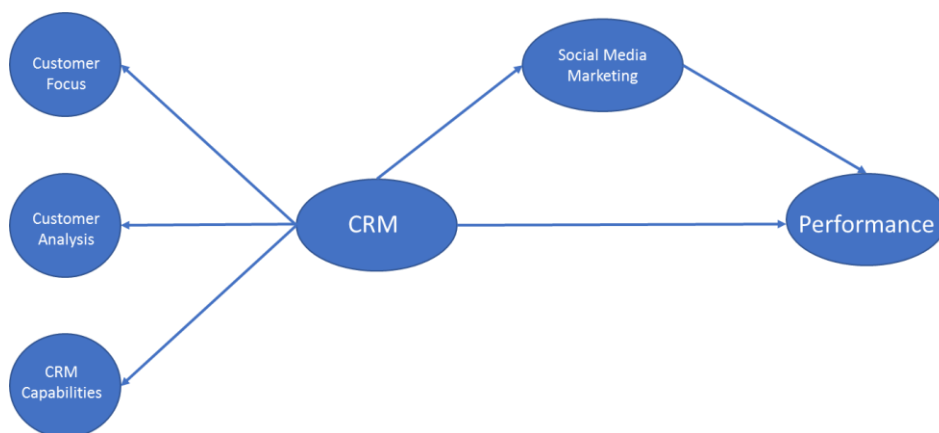 Customer
Focus
Social Media
Marketing
Customer
Analysis
CRM
Performance
CRM
Capabilities